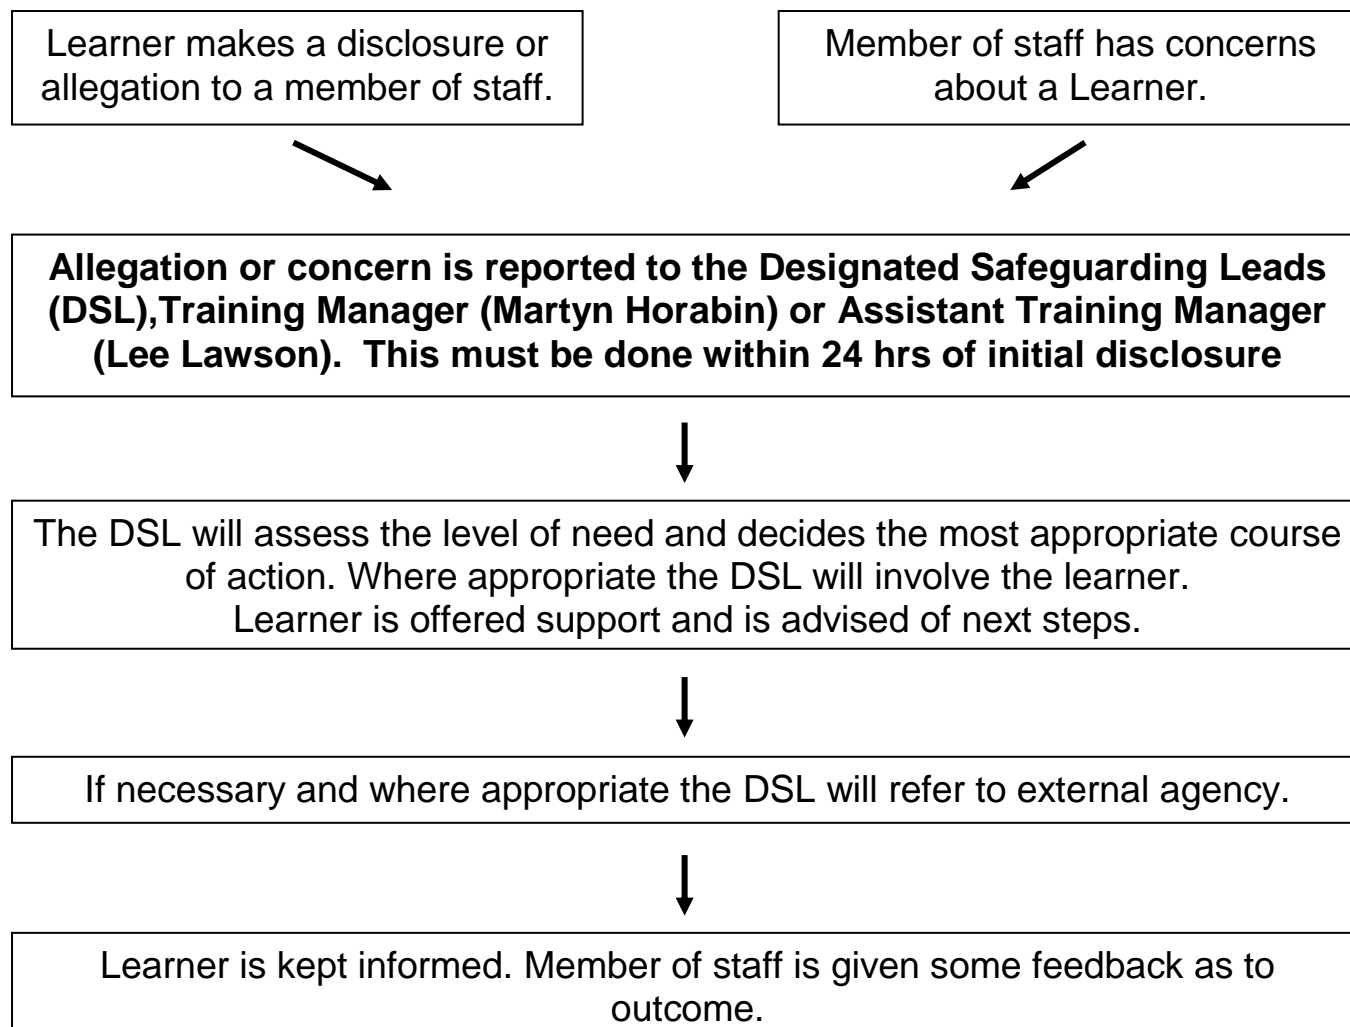 Learner makes a disclosure or
allegation to a member of staff.
Member of staff has concerns
about a Learner.
Allegation or concern is reported to the Designated Safeguarding Leads
(DSL),Training Manager (Martyn Horabin) or Assistant Training Manager
(Lee Lawson).  This must be done within 24 hrs of initial disclosure
The DSL will assess the level of need and decides the most appropriate course
of action. Where appropriate the DSL will involve the learner.
Learner is offered support and is advised of next steps.
If necessary and where appropriate the DSL will refer to external agency.
Learner is kept informed. Member of staff is given some feedback as to
outcome.